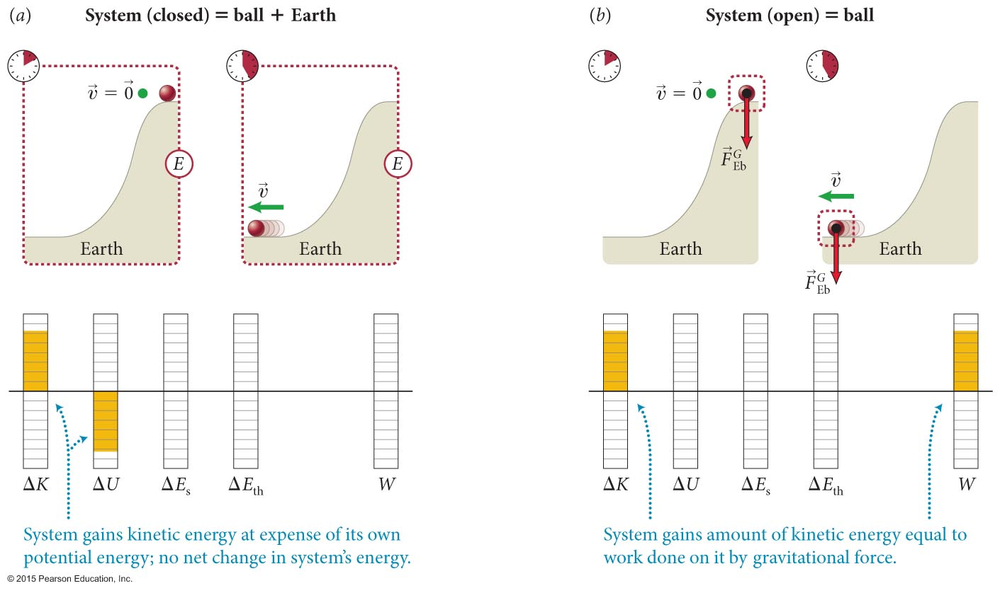 (a) System (closed) = ball + Earth
v⃗ = 0⃗
E
Earth
v⃗
E
Earth
ΔK ΔU ΔEs ΔEth W
System gains kinetic energy at expense of its own
potential energy; no net change in system's energy.
(b) System (open) = ball
v⃗ = 0⃗
F⃗ᴳEb
Earth
v⃗
F⃗ᴳEb
Earth
ΔK ΔU ΔEs ΔEth W
System gains amount of kinetic energy equal to
work done on it by gravitational force.
© 2015 Pearson Education, Inc.